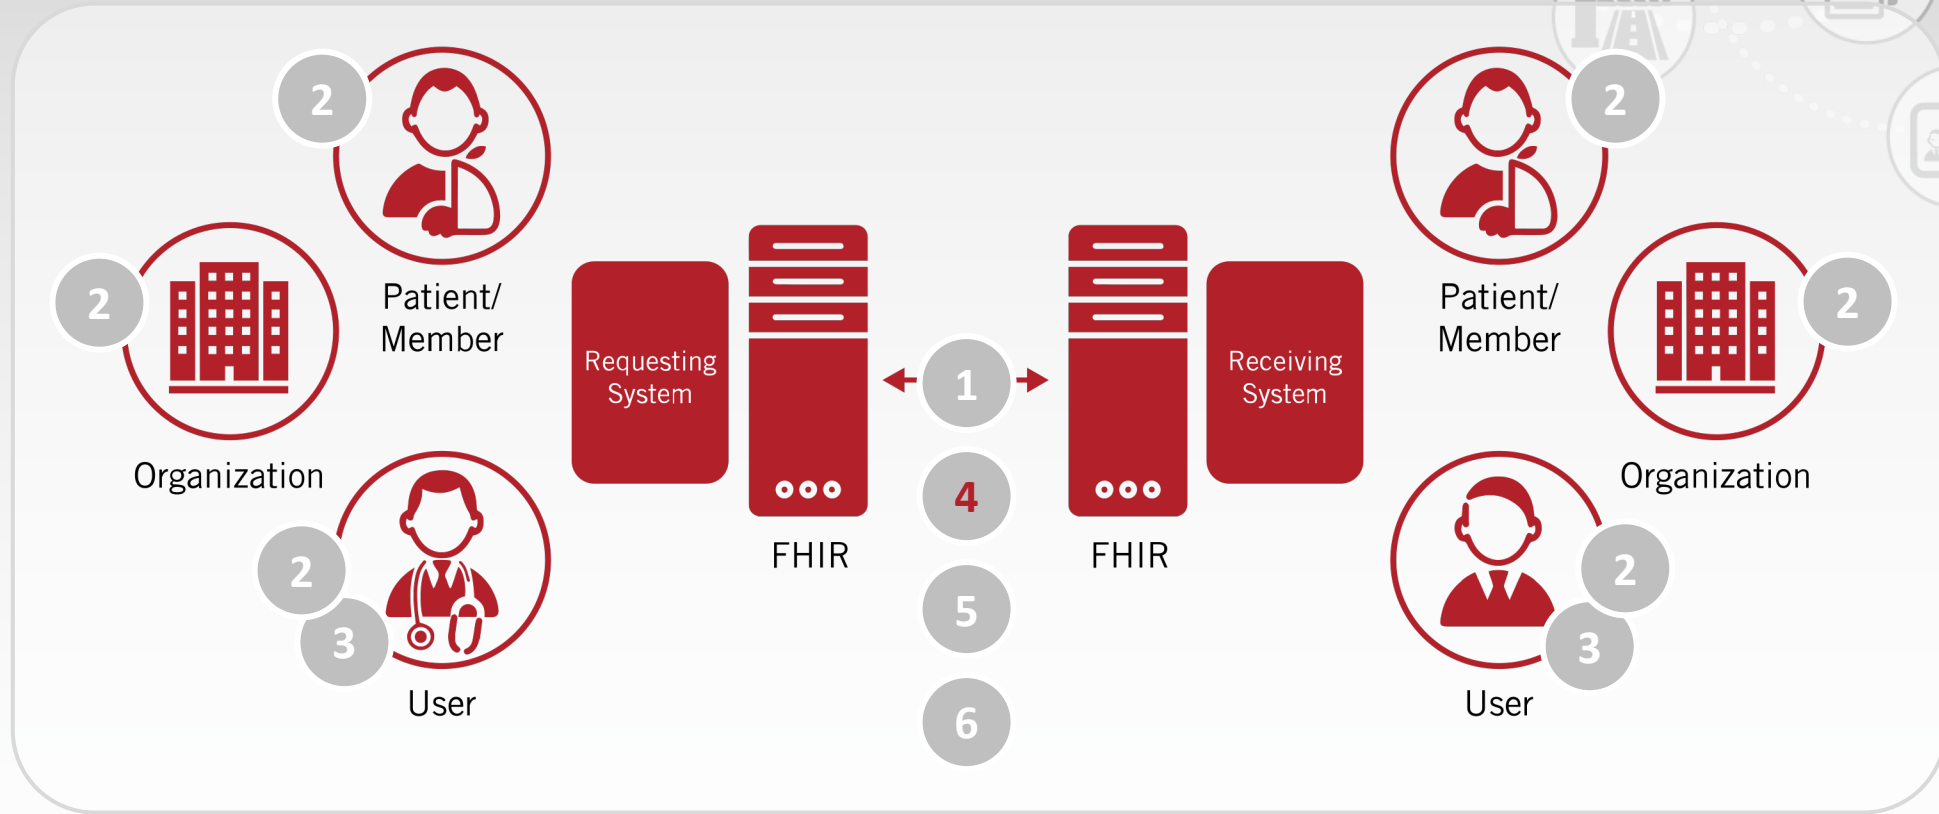 2
Patient/
Member
2
Organization
2
3
User
Requesting
System
FHIR
1
4
5
6
Receiving
System
FHIR
2
Patient/
Member
2
Organization
2
3
User